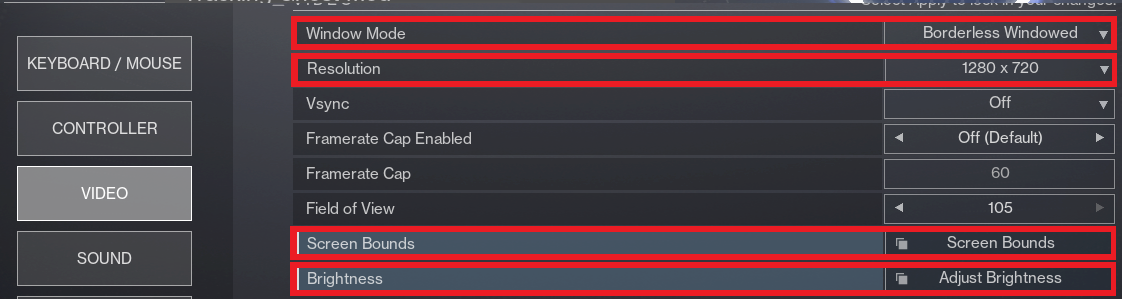 Select Apply to lock in your changes.
KEYBOARD / MOUSE
CONTROLLER
VIDEO
SOUND
Window Mode Borderless Windowed
Resolution 1280 x 720
Vsync Off
Framerate Cap Enabled Off (Default)
Framerate Cap 60
Field of View 105
Screen Bounds Screen Bounds
Brightness Adjust Brightness